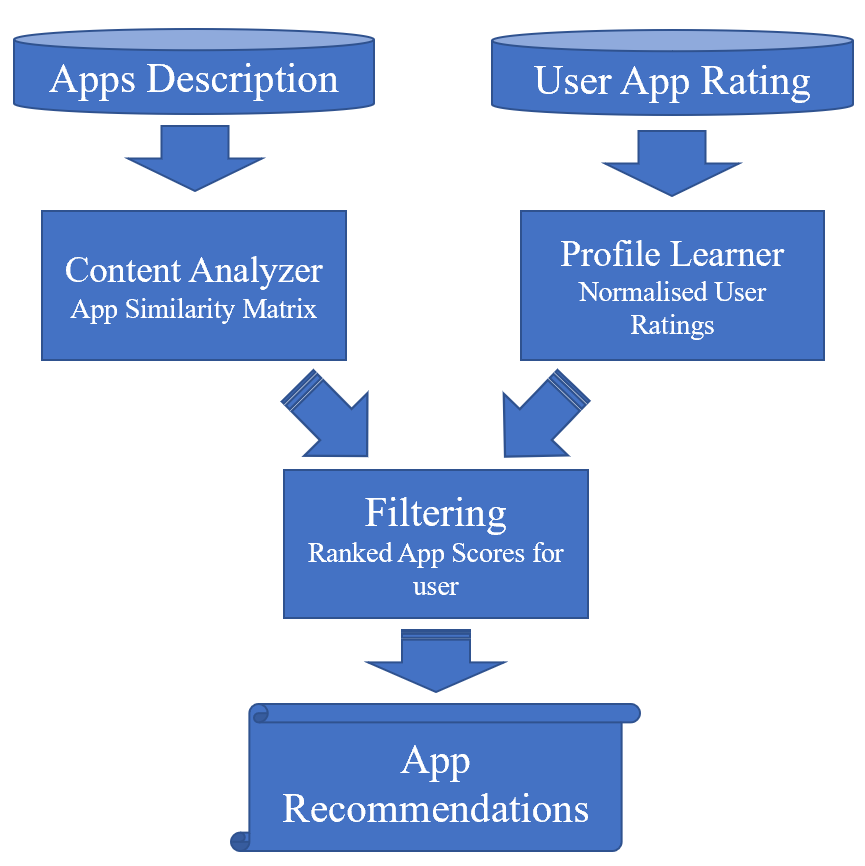 Apps Description
User App Rating
Content Analyzer
App Similarity Matrix
Profile Learner
Normalised User
Ratings
Filtering
Ranked App Scores for
user
App
Recommendations